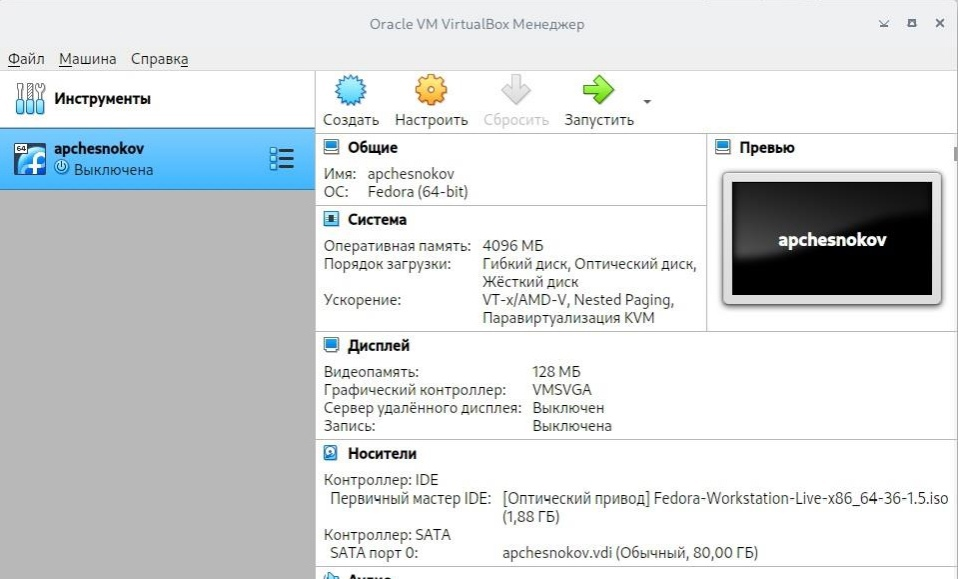 Oracle VM VirtualBox Менеджер
Файл Машина Справка
Инструменты
Создать Настроить Сбросить Запустить
64
apchesnokov
Выключена
Общие
Имя: apchesnokov
ОС: Fedora (64-bit)
Превью
apchesnokov
Система
Оперативная память: 4096 МБ
Порядок загрузки: Гибкий диск, Оптический диск,
Жёсткий диск
Ускорение: VT-x/AMD-V, Nested Paging,
Паравиртуализация KVM
Дисплей
Видеопамять: 128 МБ
Графический контроллер: VMSVGA
Сервер удалённого дисплея: Выключен
Запись: Выключена
Носители
Контроллер: IDE
Первичный мастер IDE: [Оптический привод] Fedora-Workstation-Live-x86_64-36-1.5.iso
(1,88 ГБ)
Контроллер: SATA
SATA порт 0: apchesnokov.vdi (Обычный, 80,00 ГБ)